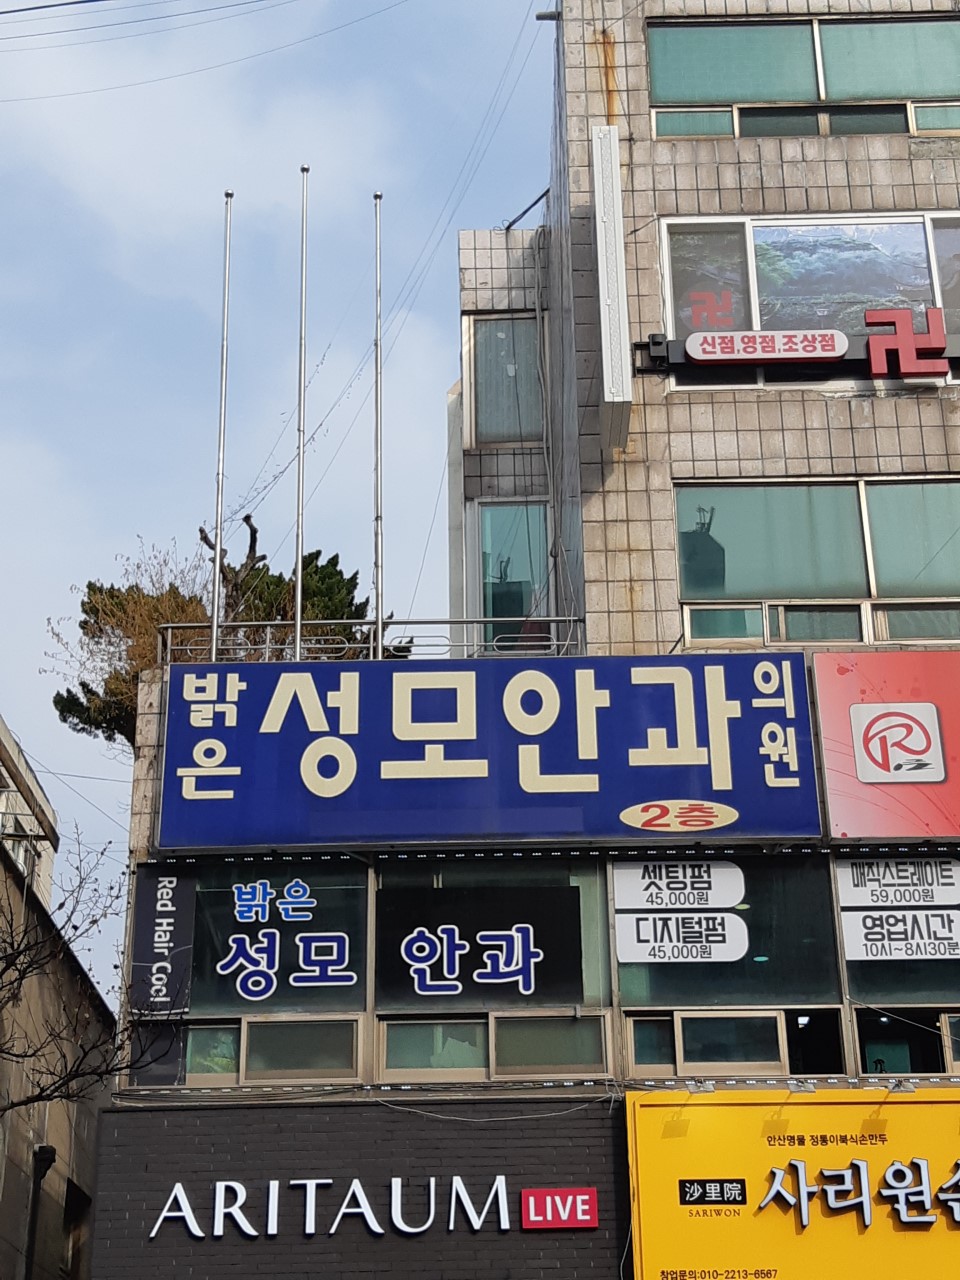 신점,영점,조상점
밝은 성모안과 의원
2층
R
밝은
성모 안과
셋팅펌
45,000원
디지털펌
45,000원
매직스트레이트
59,000원
영업시간
10시~8시30분
Red Hair
ARITAUM LIVE
안산명물 정통이북식손만두
沙里院
SARIWON
사리원손
창업문의:010-2213-6567